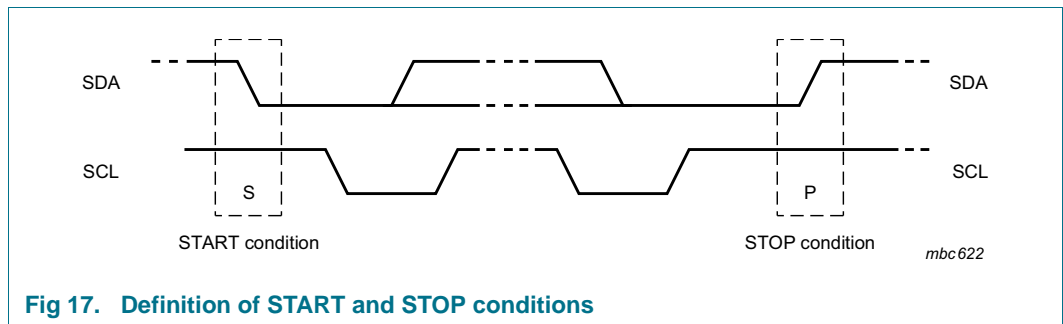 SDA
SDA
SCL
SCL
S
P
START condition
STOP condition
mbc622
Fig 17. Definition of START and STOP conditions